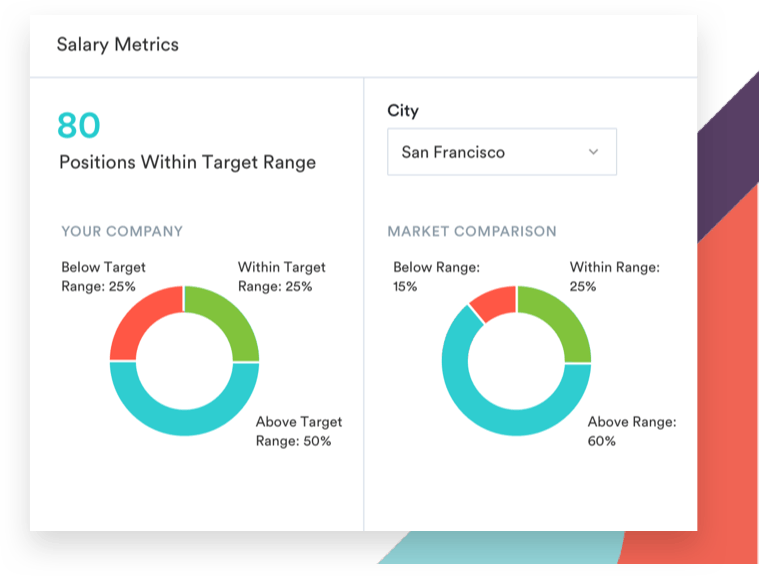 Salary Metrics
80
Positions Within Target Range
YOUR COMPANY
Below Target
Range: 25%
Within Target
Range: 25%
Above Target
Range: 50%
City
San Francisco
MARKET COMPARISON
Below Range:
15%
Within Range:
25%
Above Range:
60%